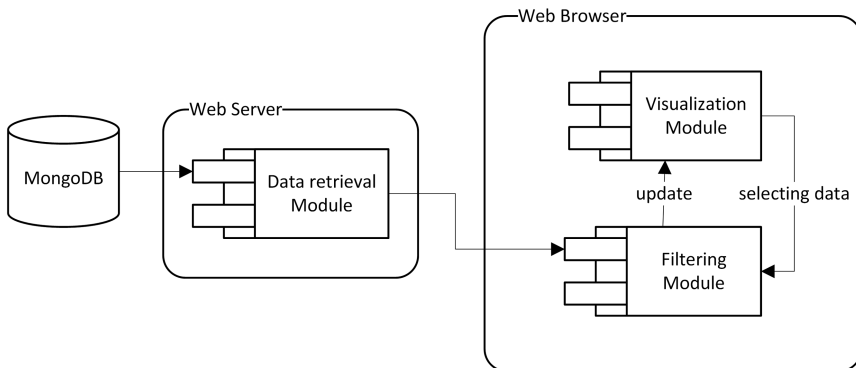 Web Browser
Web Server
MongoDB
Data retrieval
Module
Visualization
Module
update
selecting data
Filtering
Module